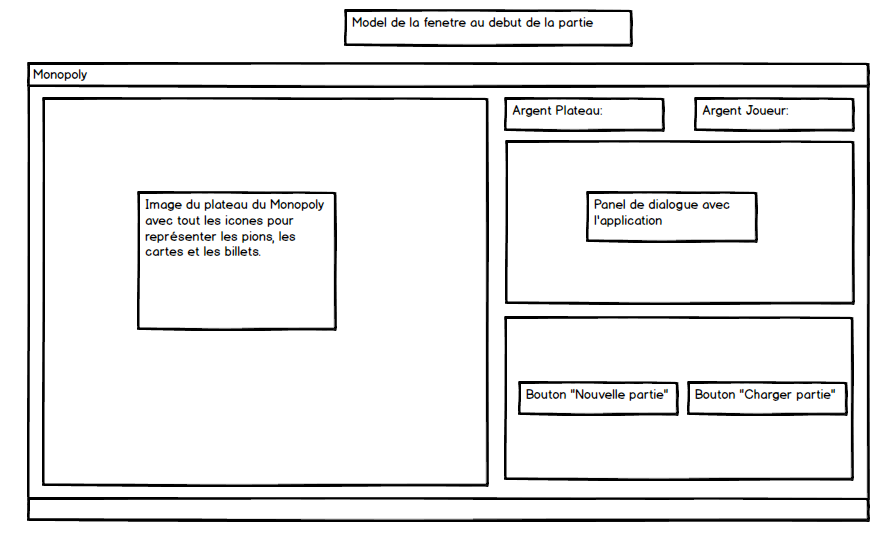 Model de la fenetre au debut de la partie
Monopoly
Argent Plateau:
Argent Joueur:
Image du plateau du Monopoly
avec tout les icones pour
représenter les pions, les
cartes et les billets.
Panel de dialogue avec
l'application
Bouton "Nouvelle partie"
Bouton "Charger partie"